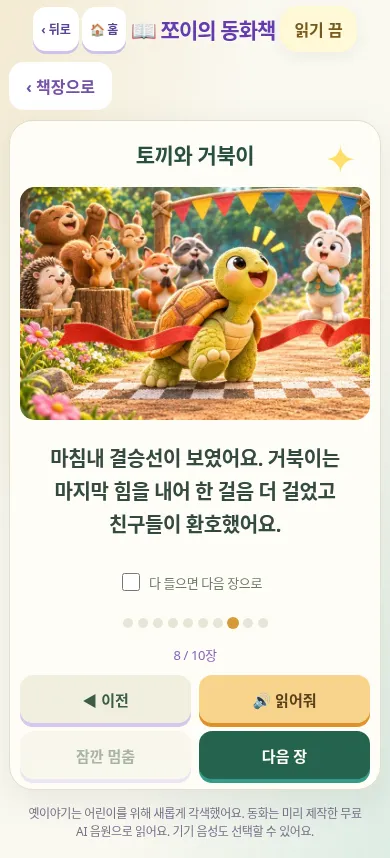 ‹ 뒤로 🏠 홈 📖 쪼이의 동화책 읽기 끔
‹ 책장으로
토끼와 거북이
마침내 결승선이 보였어요. 거북이는
마지막 힘을 내어 한 걸음 더 걸었고
친구들이 환호했어요.
다 들으면 다음 장으로
8 / 10장
◀ 이전 🔊 읽어줘
잠깐 멈춤 다음 장
옛이야기는 어린이를 위해 새롭게 각색했어요. 동화는 미리 제작한 무료
AI 음원으로 읽어요. 기기 음성도 선택할 수 있어요.